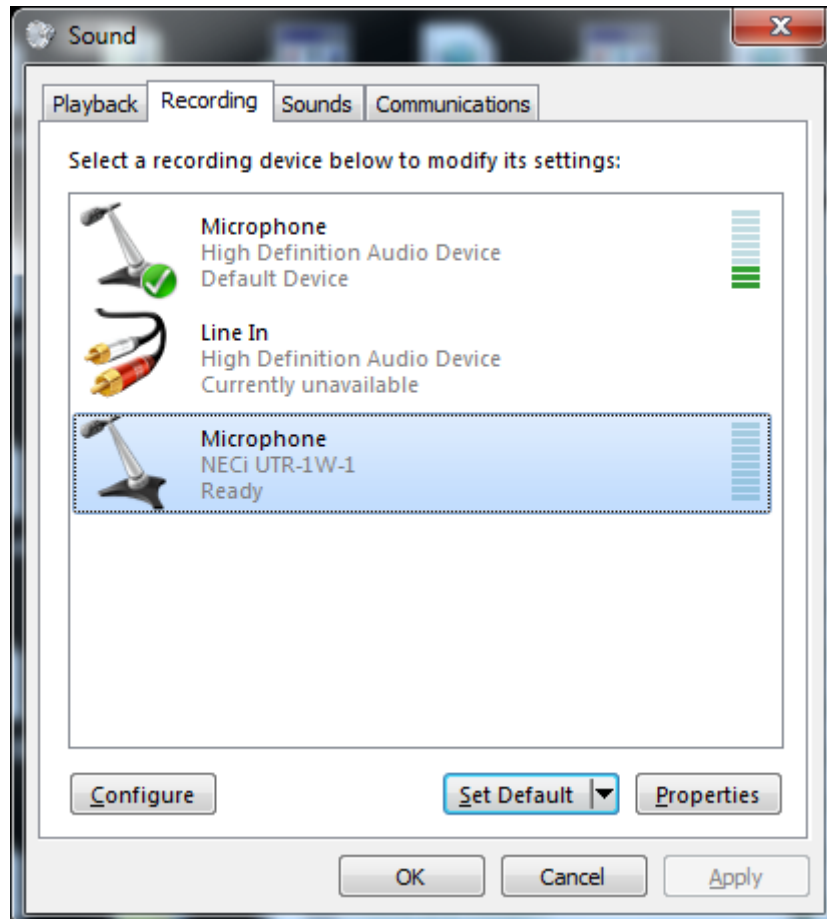 Sound
Playback Recording Sounds Communications
Select a recording device below to modify its settings:
Microphone
High Definition Audio Device
Default Device
Line In
High Definition Audio Device
Currently unavailable
Microphone
NECi UTR-1W-1
Ready
Configure Set Default Properties
OK Cancel Apply